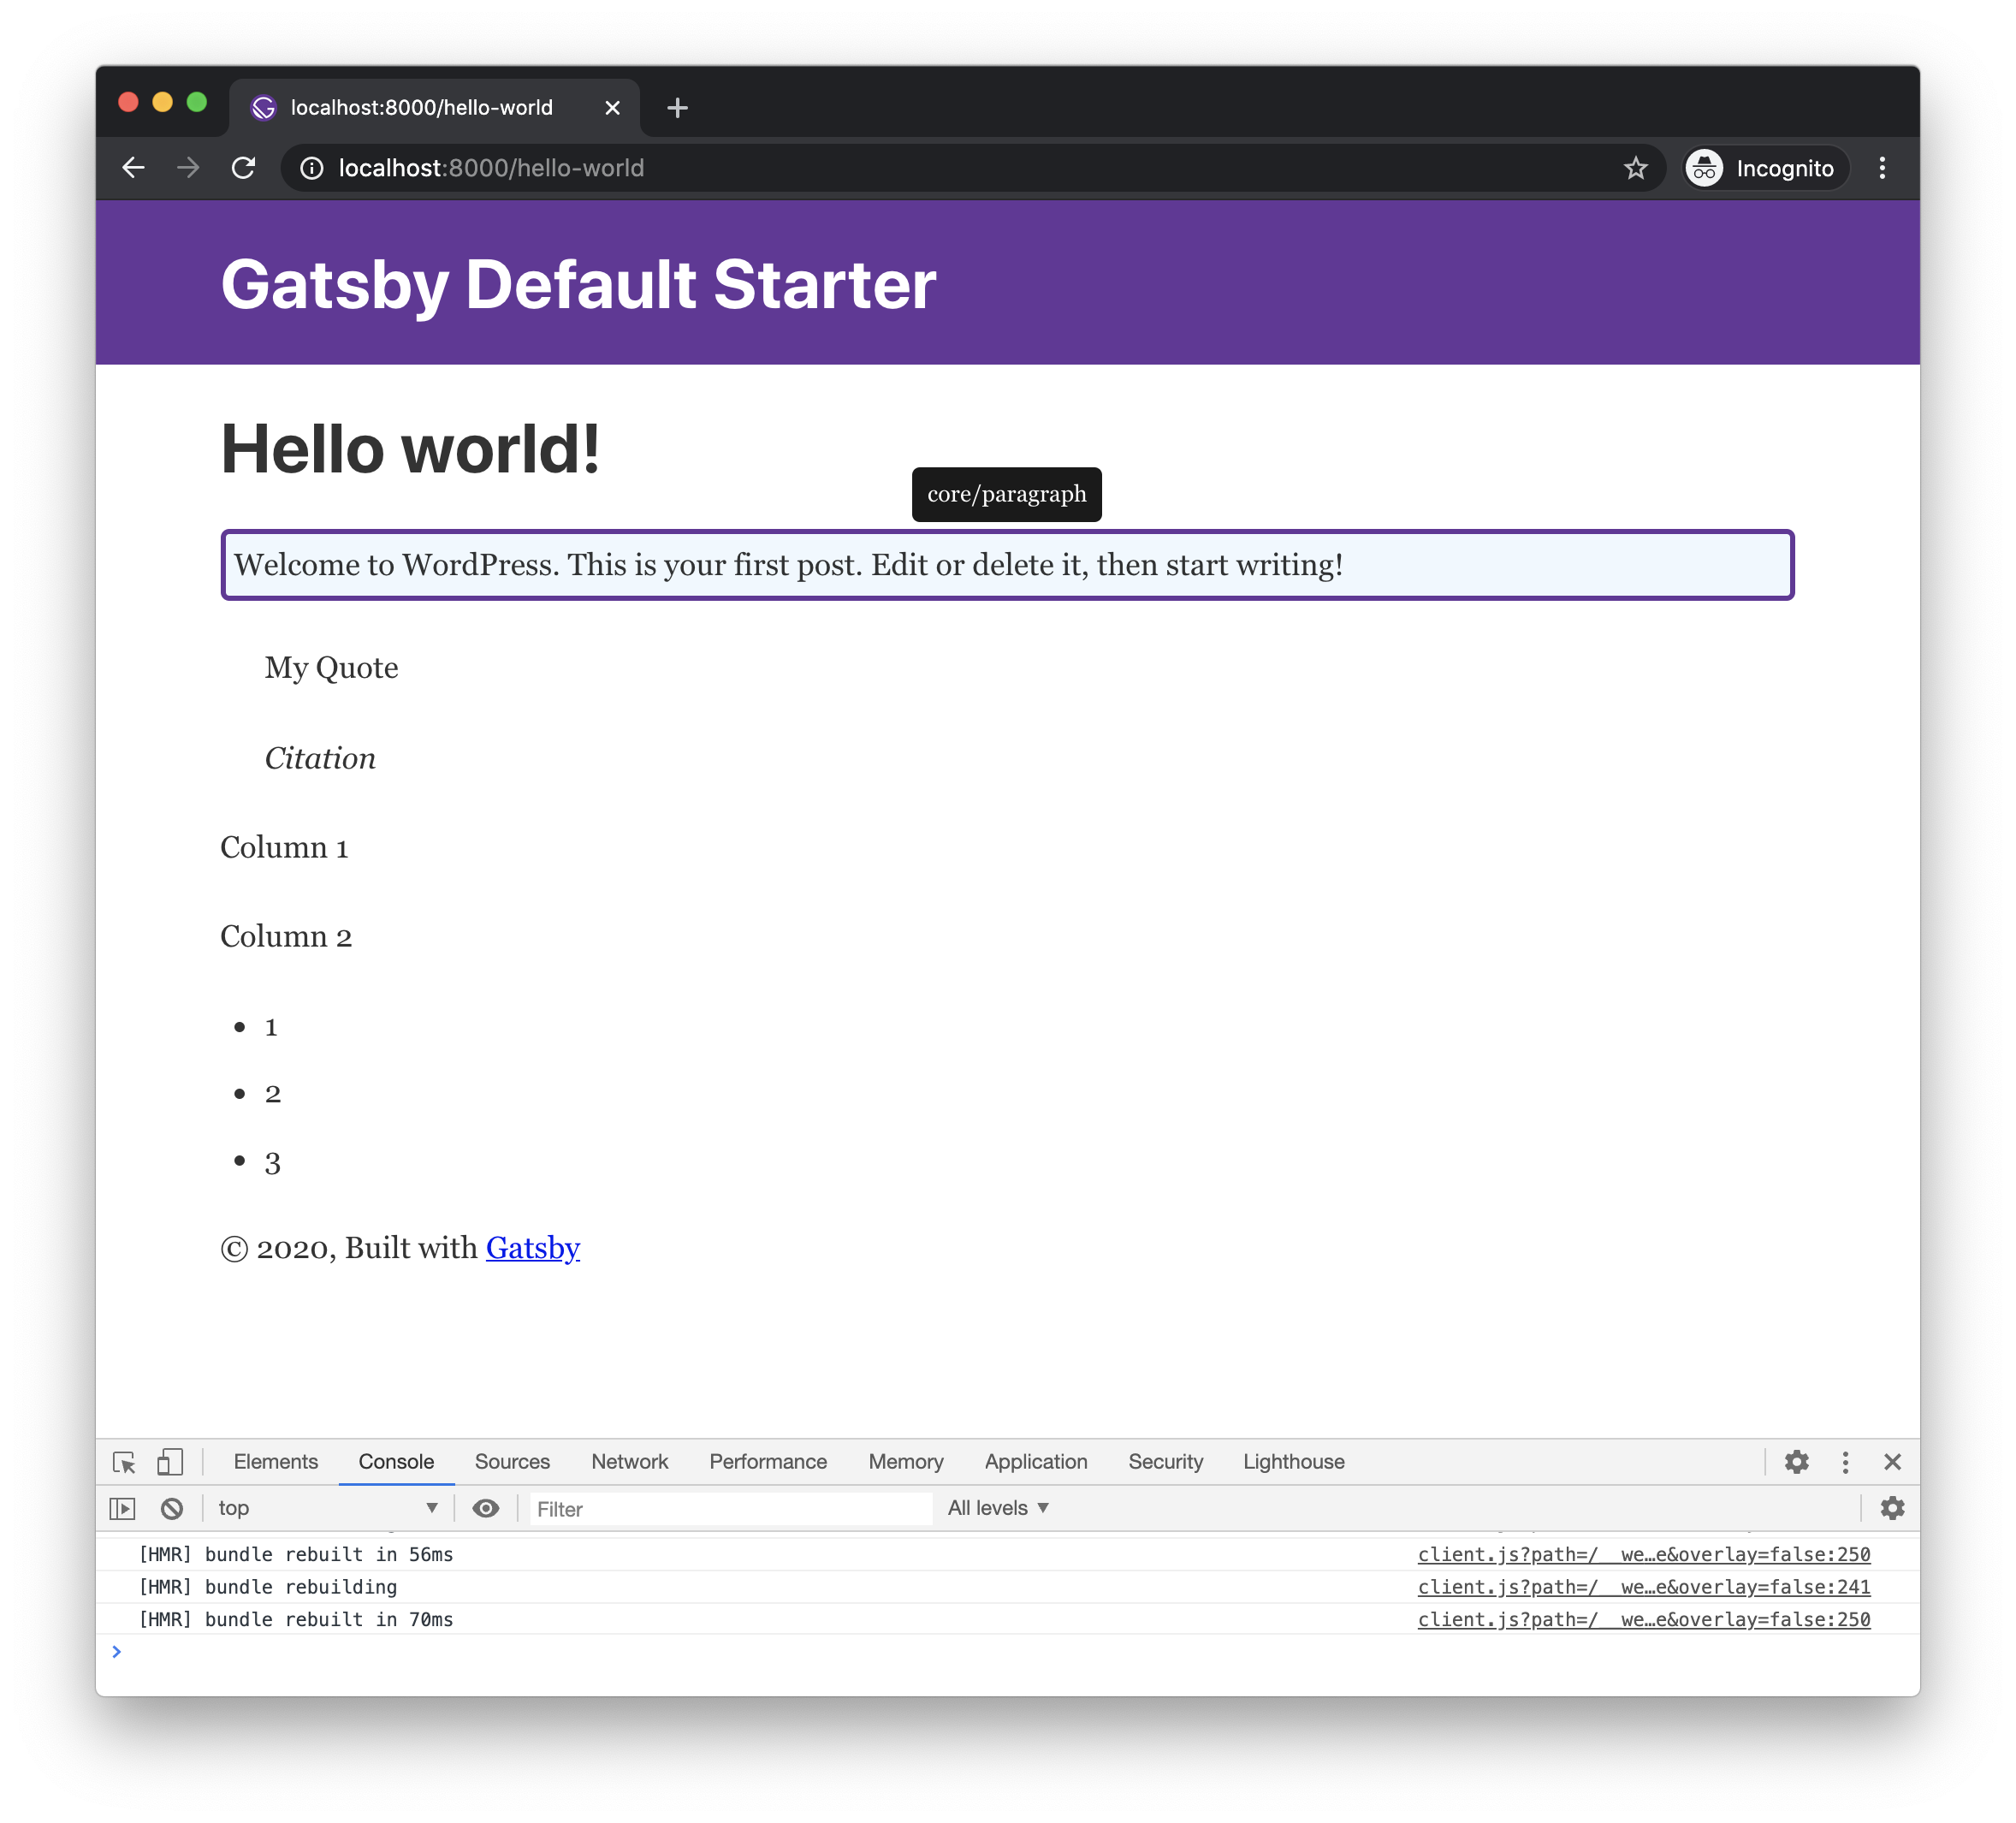 localhost:8000/hello-world
localhost:8000/hello-world
Incognito
Gatsby Default Starter
Hello world!
core/paragraph
Welcome to WordPress. This is your first post. Edit or delete it, then start writing!
My Quote
Citation
Column 1
Column 2
1
2
3
© 2020, Built with Gatsby
Elements Console Sources Network Performance Memory Application Security Lighthouse
top Filter All levels
[HMR] bundle rebuilt in 56ms client.js?path=/__we…e&overlay=false:250
[HMR] bundle rebuilding client.js?path=/__we…e&overlay=false:241
[HMR] bundle rebuilt in 70ms client.js?path=/__we…e&overlay=false:250